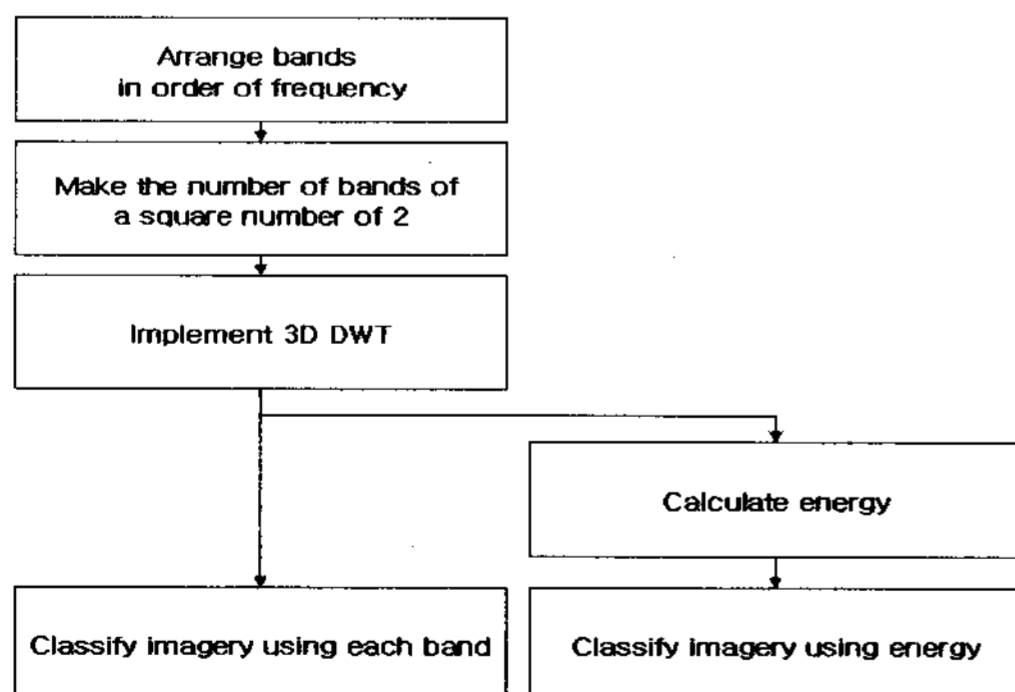 Arrange bands
in order of frequency
Make the number of bands of
a square number of 2
Implement 3D DWT
Calculate energy
Classify imagery using each band
Classify imagery using energy